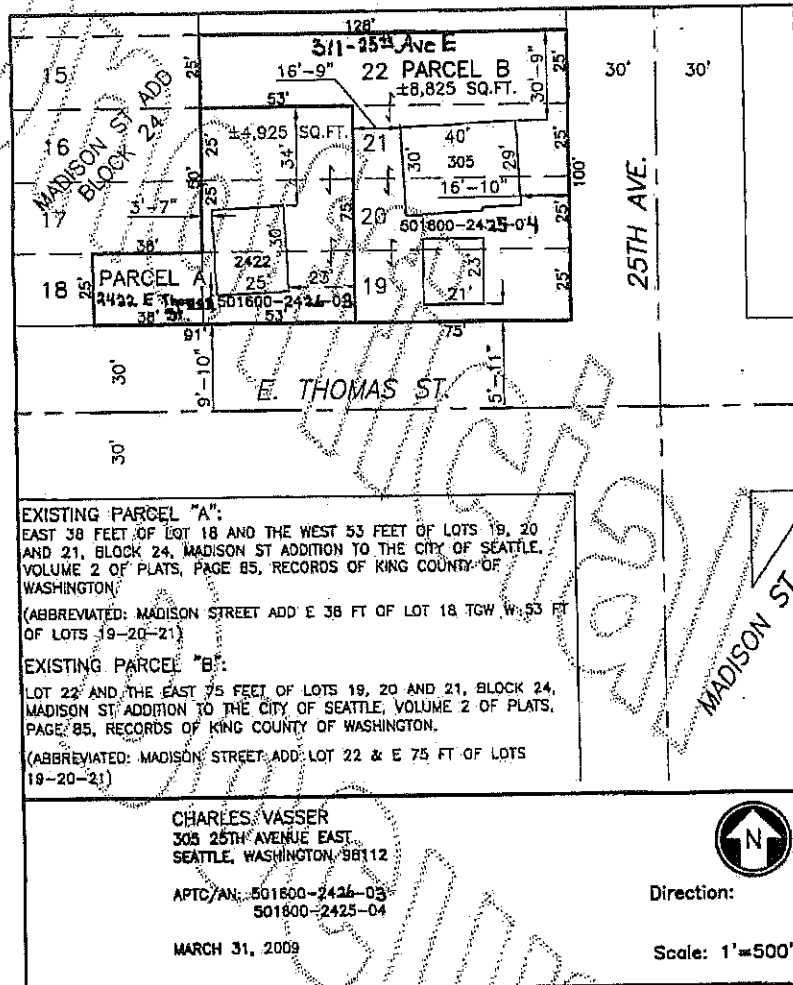 128'
311-25th Ave E
15
25'
16'-9"
22 PARCEL B
±8,825 SQ.FT.
30'-9"
25'
30'
30'
MADISON ST ADD
BLOCK 24
53'
±4,925 SQ.FT.
16
25'
34'
21
40'
305
30'
29'
25'
50'
16'-10"
100'
25TH AVE.
17
25'
75'
20
501600-2425-04
25'
38'
2422
30'
25'
23'
18
25'
PARCEL A
2422 E Thomas St.
501600-2426-03
38'
53'
19
23'
21'
25'
91'
75'
9'-10"
5'-11"
30'
30'
E. THOMAS ST.
MADISON ST
EXISTING PARCEL "A":
EAST 38 FEET OF LOT 18 AND THE WEST 53 FEET OF LOTS 19, 20
AND 21, BLOCK 24, MADISON ST ADDITION TO THE CITY OF SEATTLE,
VOLUME 2 OF PLATS, PAGE 85, RECORDS OF KING COUNTY OF
WASHINGTON
(ABBREVIATED: MADISON STREET ADD E 38 FT OF LOT 18 TGW W 53 FT
OF LOTS 19-20-21)
EXISTING PARCEL "B":
LOT 22 AND THE EAST 75 FEET OF LOTS 19, 20 AND 21, BLOCK 24,
MADISON ST ADDITION TO THE CITY OF SEATTLE, VOLUME 2 OF PLATS,
PAGE 85, RECORDS OF KING COUNTY OF WASHINGTON.
(ABBREVIATED: MADISON STREET ADD LOT 22 & E 75 FT OF LOTS
19-20-21)
CHARLES VASSER
305 25TH AVENUE EAST
SEATTLE, WASHINGTON 98112
APTC/AN: 501600-2426-03
501600-2425-04
MARCH 31, 2009
N
Direction:
Scale: 1"=500'